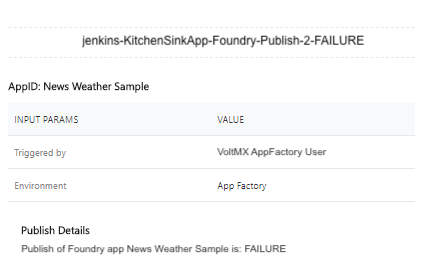 jenkins-KitchenSinkApp-Foundry-Publish-2-FAILURE
AppID: News Weather Sample
INPUT PARAMS VALUE
Triggered by VoltMX AppFactory User
Environment App Factory
Publish Details
Publish of Foundry app News Weather Sample is: FAILURE